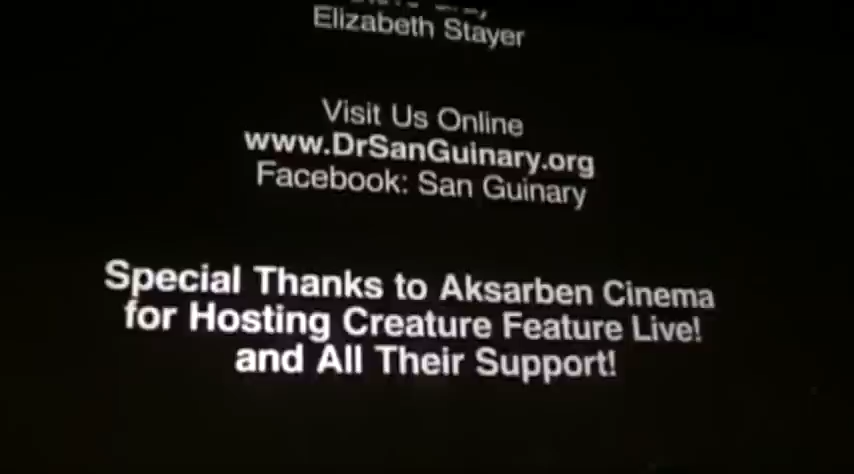 Elizabeth Stayer
Visit Us Online
www.DrSanGuinary.org
Facebook: San Guinary
Special Thanks to Aksarben Cinema
for Hosting Creature Feature Live!
and All Their Support!